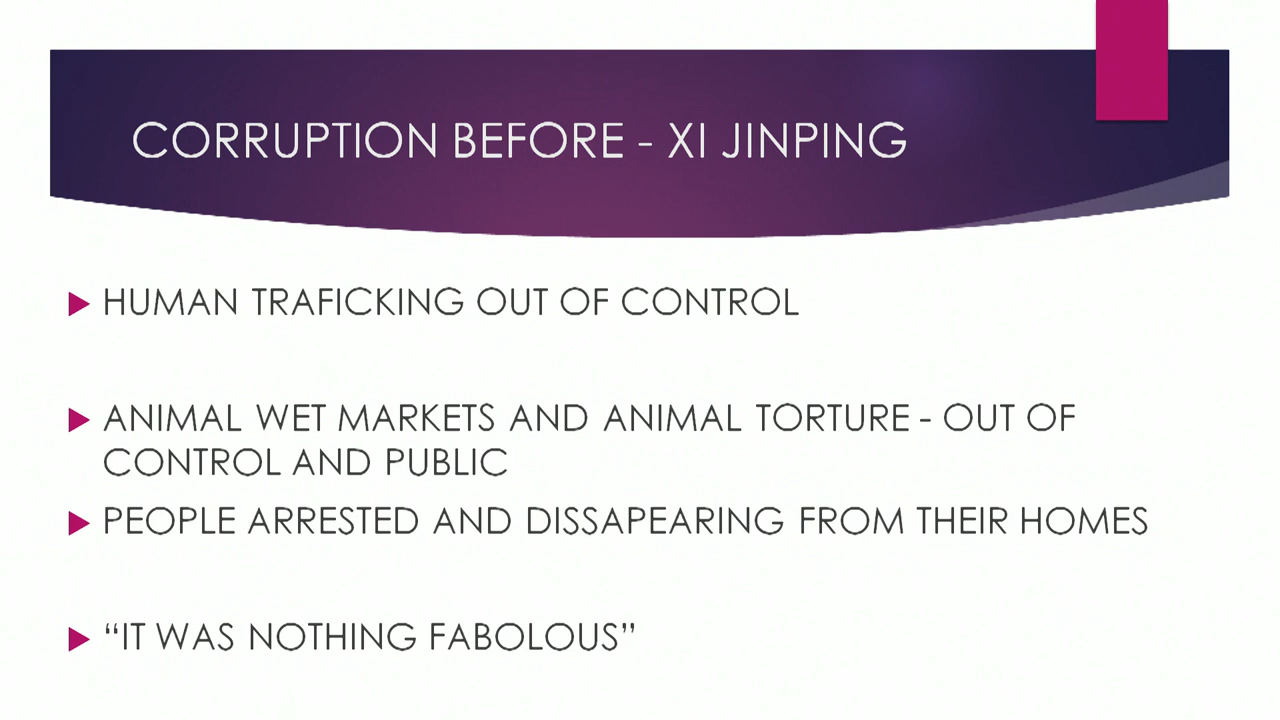 CORRUPTION BEFORE - XI JINPING
HUMAN TRAFICKING OUT OF CONTROL
ANIMAL WET MARKETS AND ANIMAL TORTURE - OUT OF
CONTROL AND PUBLIC
PEOPLE ARRESTED AND DISSAPEARING FROM THEIR HOMES
“IT WAS NOTHING FABOLOUS”